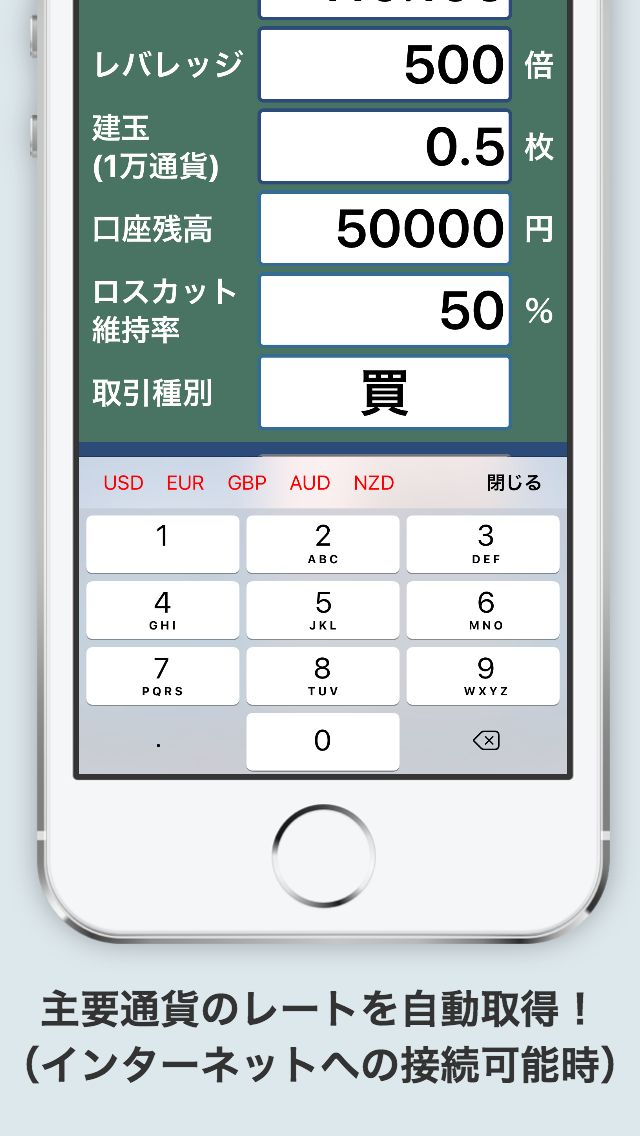 レバレッジ 500 倍
建玉
(1万通貨) 0.5 枚
口座残高 50000 円
ロスカット
維持率 50 %
取引種別 買
USD EUR GBP AUD NZD 閉じる
1 2 3
ABC DEF
4 5 6
GHI JKL MNO
7 8 9
PQRS TUV WXYZ
. 0
主要通貨のレートを自動取得！
（インターネットへの接続可能時）